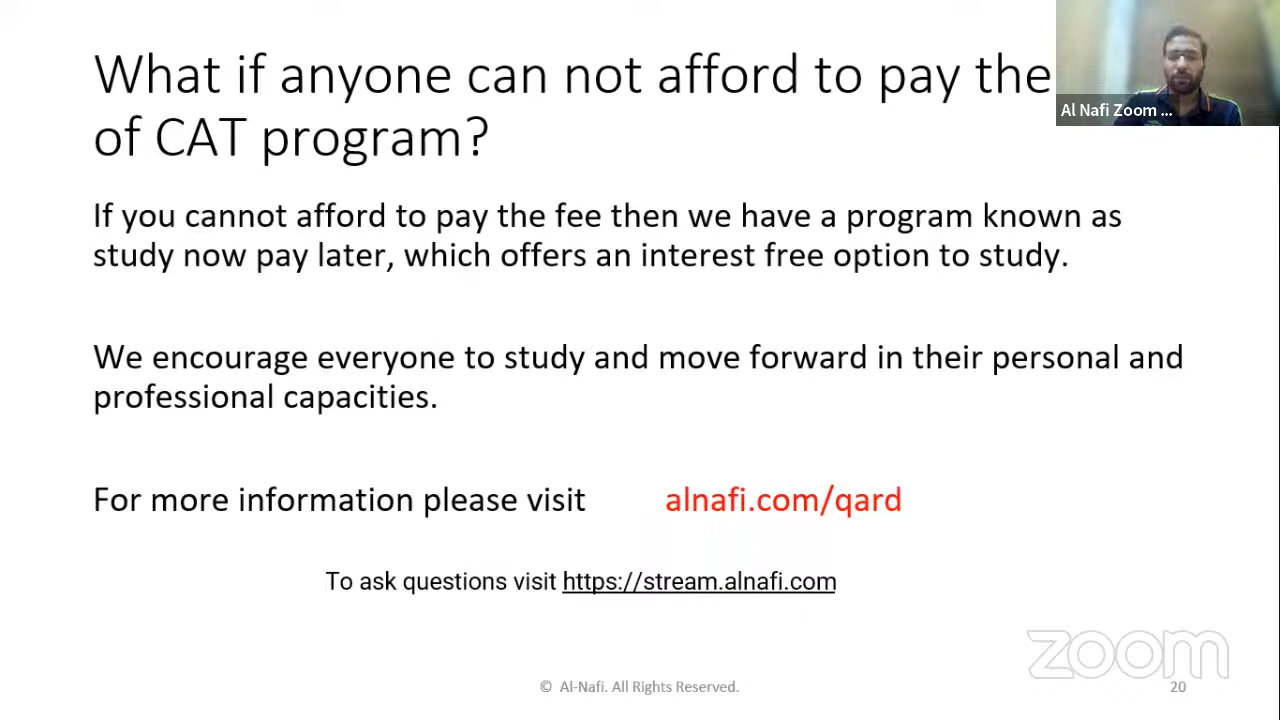 What if anyone can not afford to pay the
of CAT program?
Al Nafi Zoom ...
If you cannot afford to pay the fee then we have a program known as
study now pay later, which offers an interest free option to study.
We encourage everyone to study and move forward in their personal and
professional capacities.
For more information please visit alnafi.com/qard
To ask questions visit https://stream.alnafi.com
zoom
© Al-Nafi. All Rights Reserved.
20